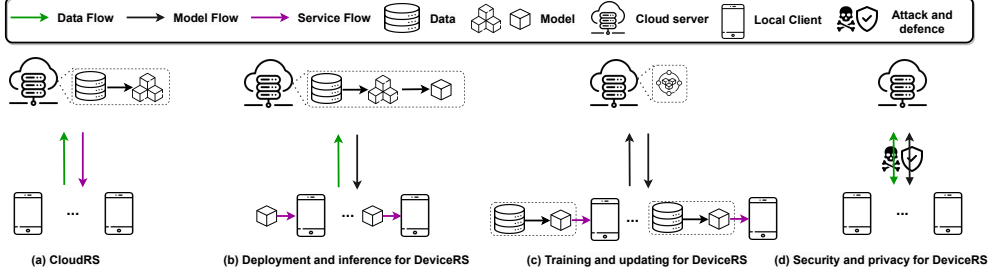 Data Flow
Model Flow
Service Flow
Data
Model
Cloud server
Local Client
Attack and
defence
...
...
...
...
(a) CloudRS
(b) Deployment and inference for DeviceRS
(c) Training and updating for DeviceRS
(d) Security and privacy for DeviceRS